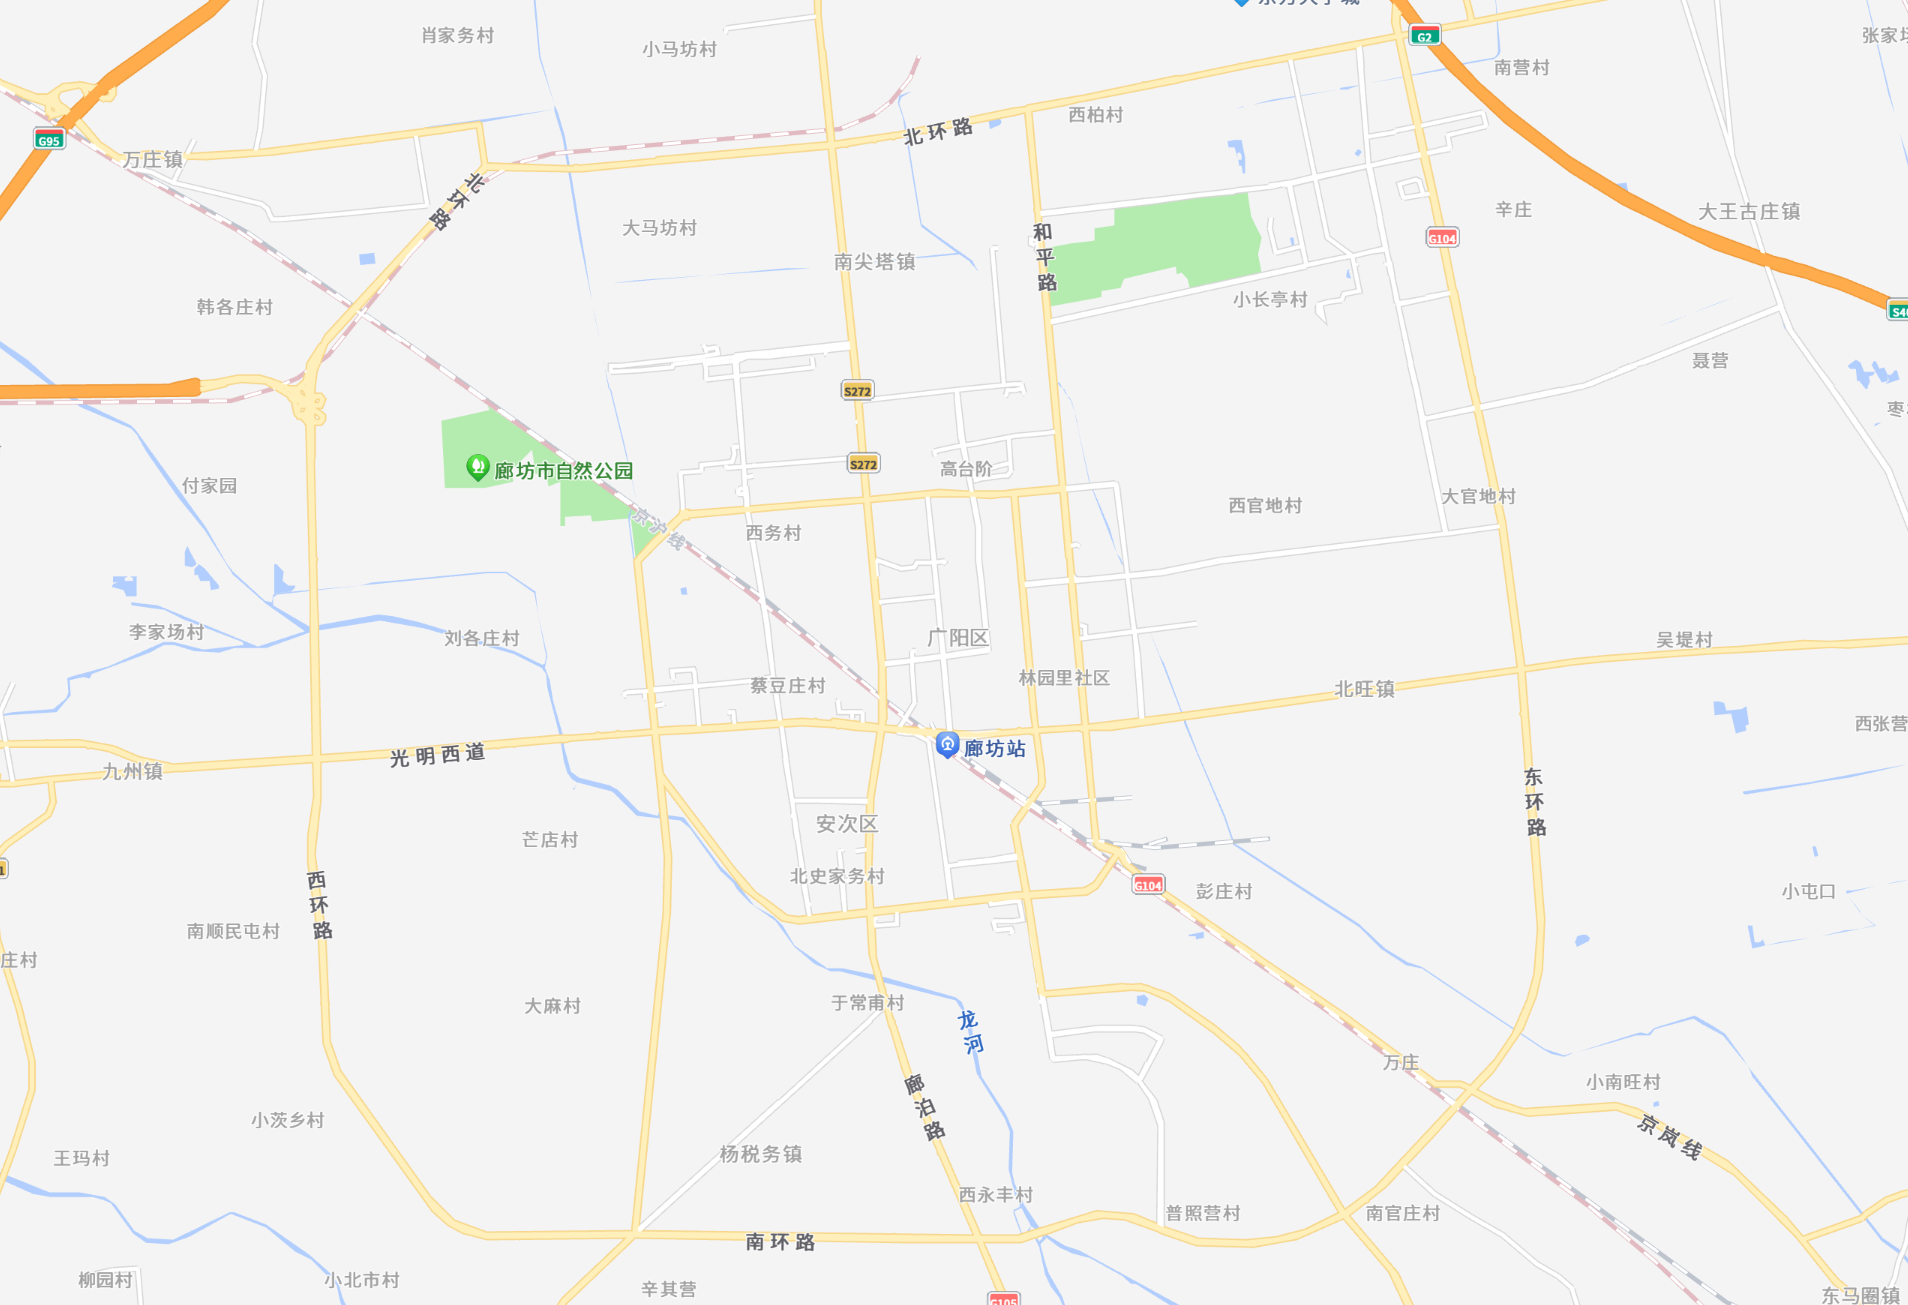 东方大学城
肖家务村
小马坊村
G2
张家场
南营村
西柏村
北环路
G95
万庄镇
北环路
辛庄
大王古庄镇
大马坊村
和平路
G104
南尖塔镇
韩各庄村
小长亭村
S40
聂营
S272
枣
廊坊市自然公园
S272
高台阶
付家园
大官地村
西官地村
京沪线
西务村
李家场村
刘各庄村
广阳区
吴堤村
林园里社区
蔡豆庄村
北旺镇
西张营
光明西道
廊坊站
九州镇
东环路
安次区
芒店村
北史家务村
G104
彭庄村
小屯口
西环路
南顺民屯村
庄村
大麻村
于常甫村
龙河
万庄
小南旺村
廊泊路
小茨乡村
京岚线
王玛村
杨税务镇
西永丰村
普照营村
南官庄村
南环路
柳园村
小北市村
辛其营
东马圈镇
G105